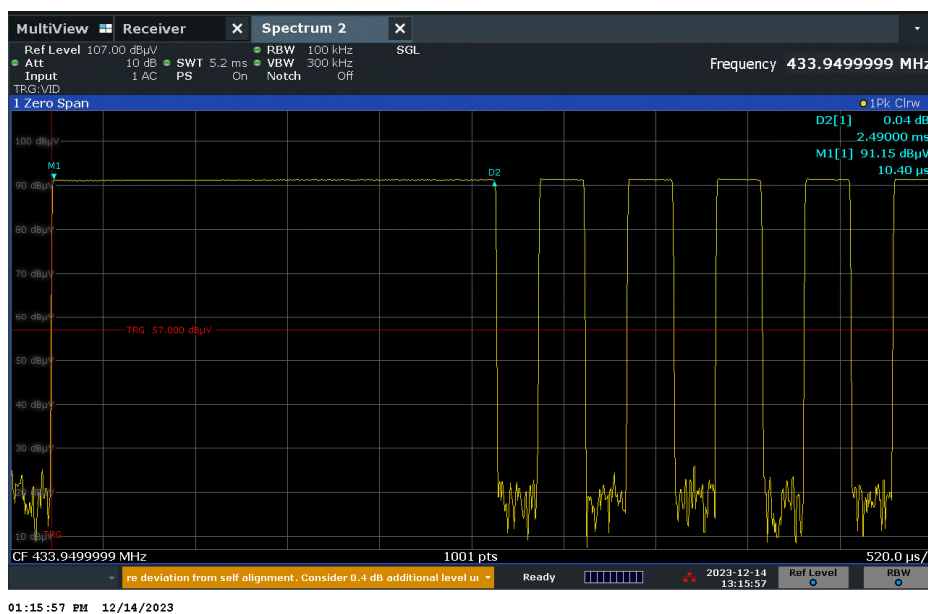 MultiView Receiver X Spectrum 2 X
Ref Level 107.00 dBµV RBW 100 kHz SGL
Att 10 dB SWT 5.2 ms VBW 300 kHz
Input 1 AC PS On Notch Off
Frequency 433.9499999 MHz
TRG:VID
1 Zero Span 1Pk Clrw
D2[1] 0.04 dB
2.49000 ms
M1[1] 91.15 dBµV
10.40 µs
100 dBµV
M1
D2
90 dBµV
80 dBµV
70 dBµV
60 dBµV
TRG 57.000 dBµV
50 dBµV
40 dBµV
30 dBµV
20 dBµV
10 dBµV
TRG
CF 433.9499999 MHz 1001 pts 520.0 µs/
re deviation from self alignment. Consider 0.4 dB additional level Ready 2023-12-14 Ref Level RBW
13:15:57
01:15:57 PM 12/14/2023